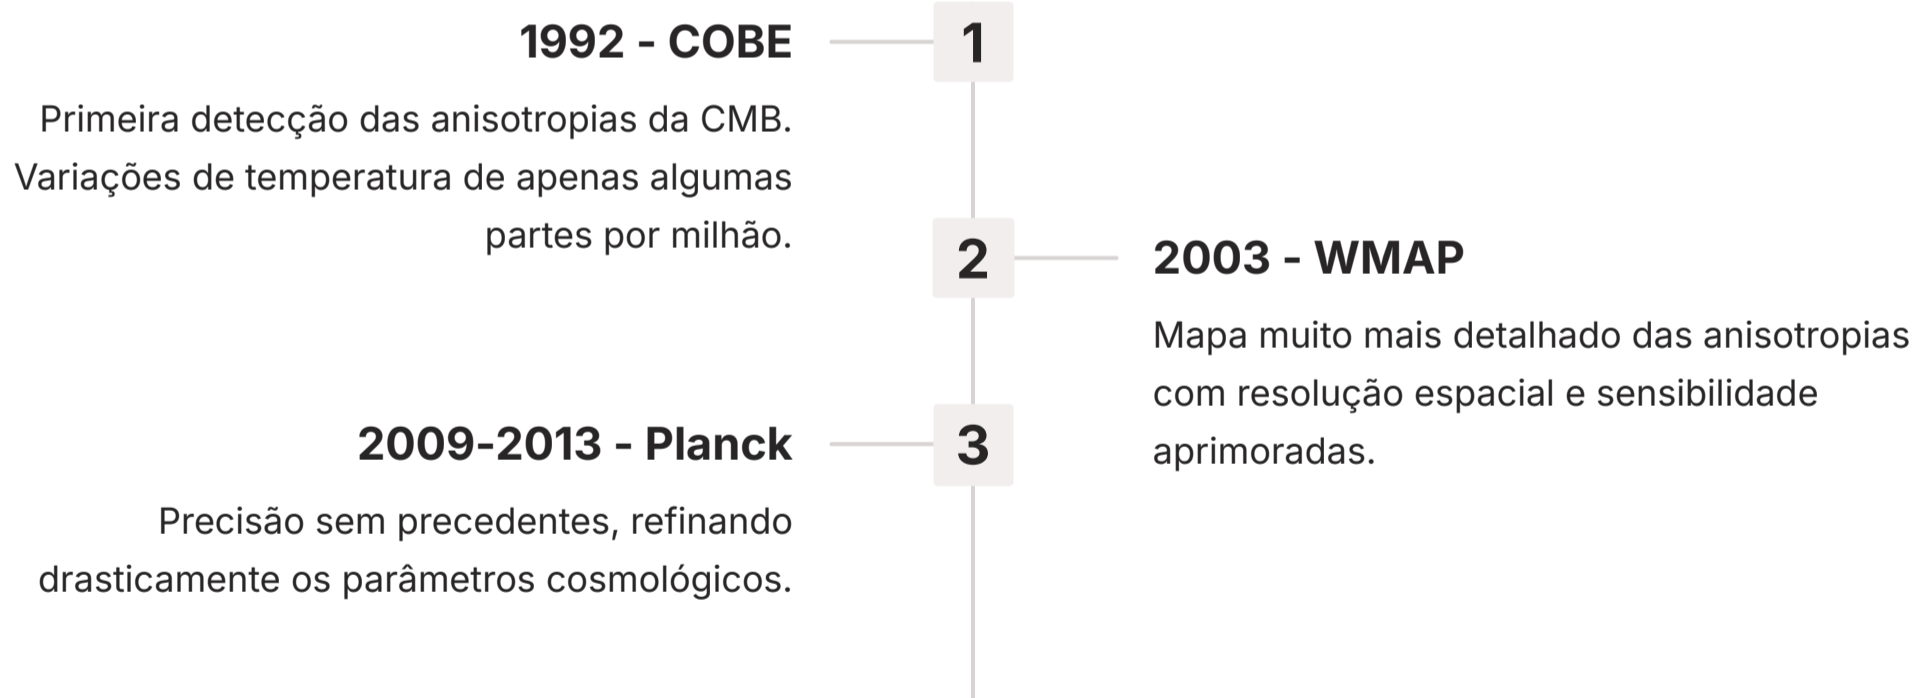 1992 - COBE
1
Primeira detecção das anisotropias da CMB.
Variações de temperatura de apenas algumas
partes por milhão.
2
2003 - WMAP
Mapa muito mais detalhado das anisotropias
com resolução espacial e sensibilidade
aprimoradas.
2009-2013 - Planck
3
Precisão sem precedentes, refinando
drasticamente os parâmetros cosmológicos.